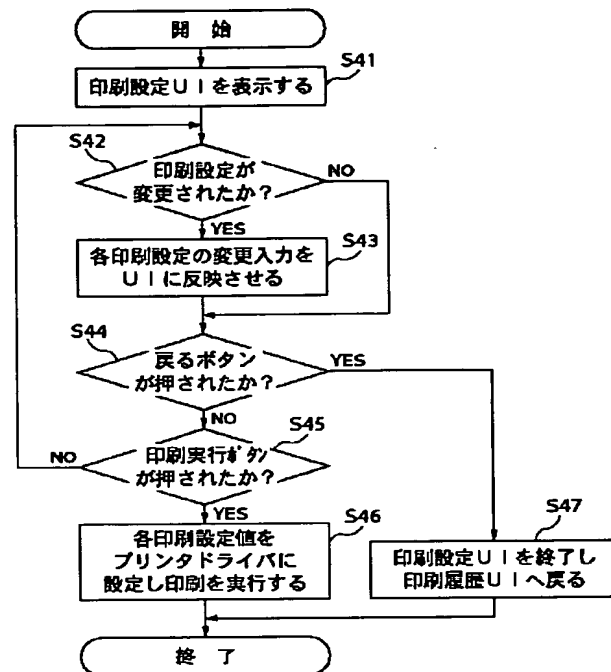 開 始
S41
印刷設定UIを表示する
S42
印刷設定が
変更されたか？
NO
YES
S43
各印刷設定の変更入力を
UIに反映させる
S44
戻るボタン
が押されたか？
YES
NO
S45
印刷実行ボタン
が押されたか？
NO
YES
S46
各印刷設定値を
プリンタドライバに
設定し印刷を実行する
S47
印刷設定UIを終了し
印刷履歴UIへ戻る
終 了